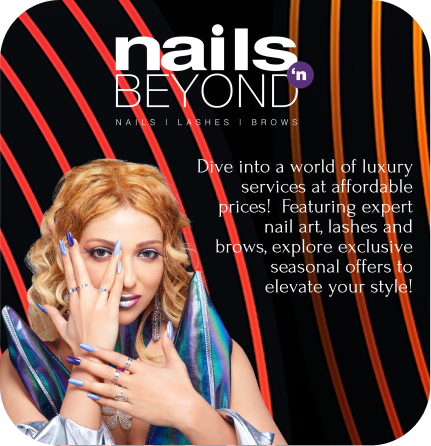 nails
'n
BEYOND
NAILS | LASHES | BROWS
Dive into a world of luxury
services at affordable
prices! Featuring expert
nail art, lashes and
brows, explore exclusive
seasonal offers to
elevate your style!